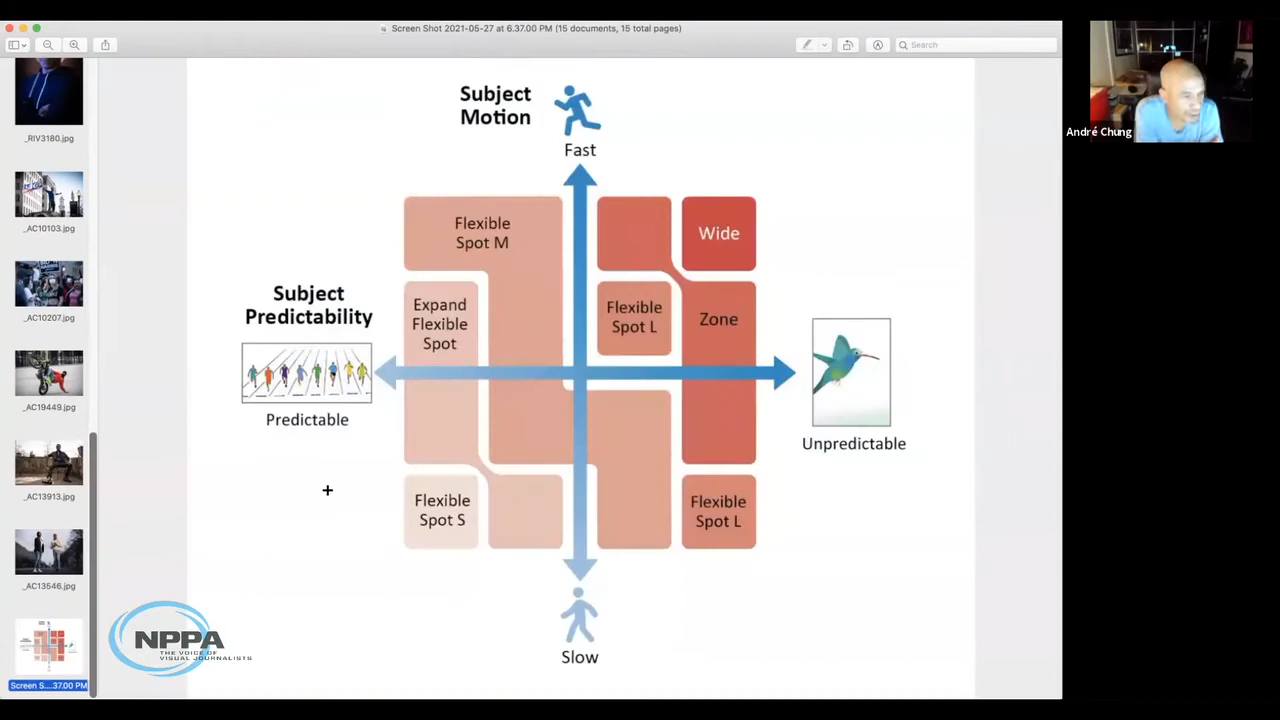 Screen Shot 2021-05-27 at 6.37.00 PM (15 documents, 15 total pages)
Search
_RIV3180.jpg
_AC10103.jpg
_AC10207.jpg
_AC19449.jpg
_AC13913.jpg
_AC13546.jpg
Screen S....37.00 PM
Subject
Motion
Fast
Flexible
Spot M
Wide
Subject
Predictability
Expand
Flexible
Spot
Flexible
Spot L
Zone
Predictable
Unpredictable
Flexible
Spot S
Flexible
Spot L
Slow
NPPA
THE VOICE OF
VISUAL JOURNALISTS
André Chung